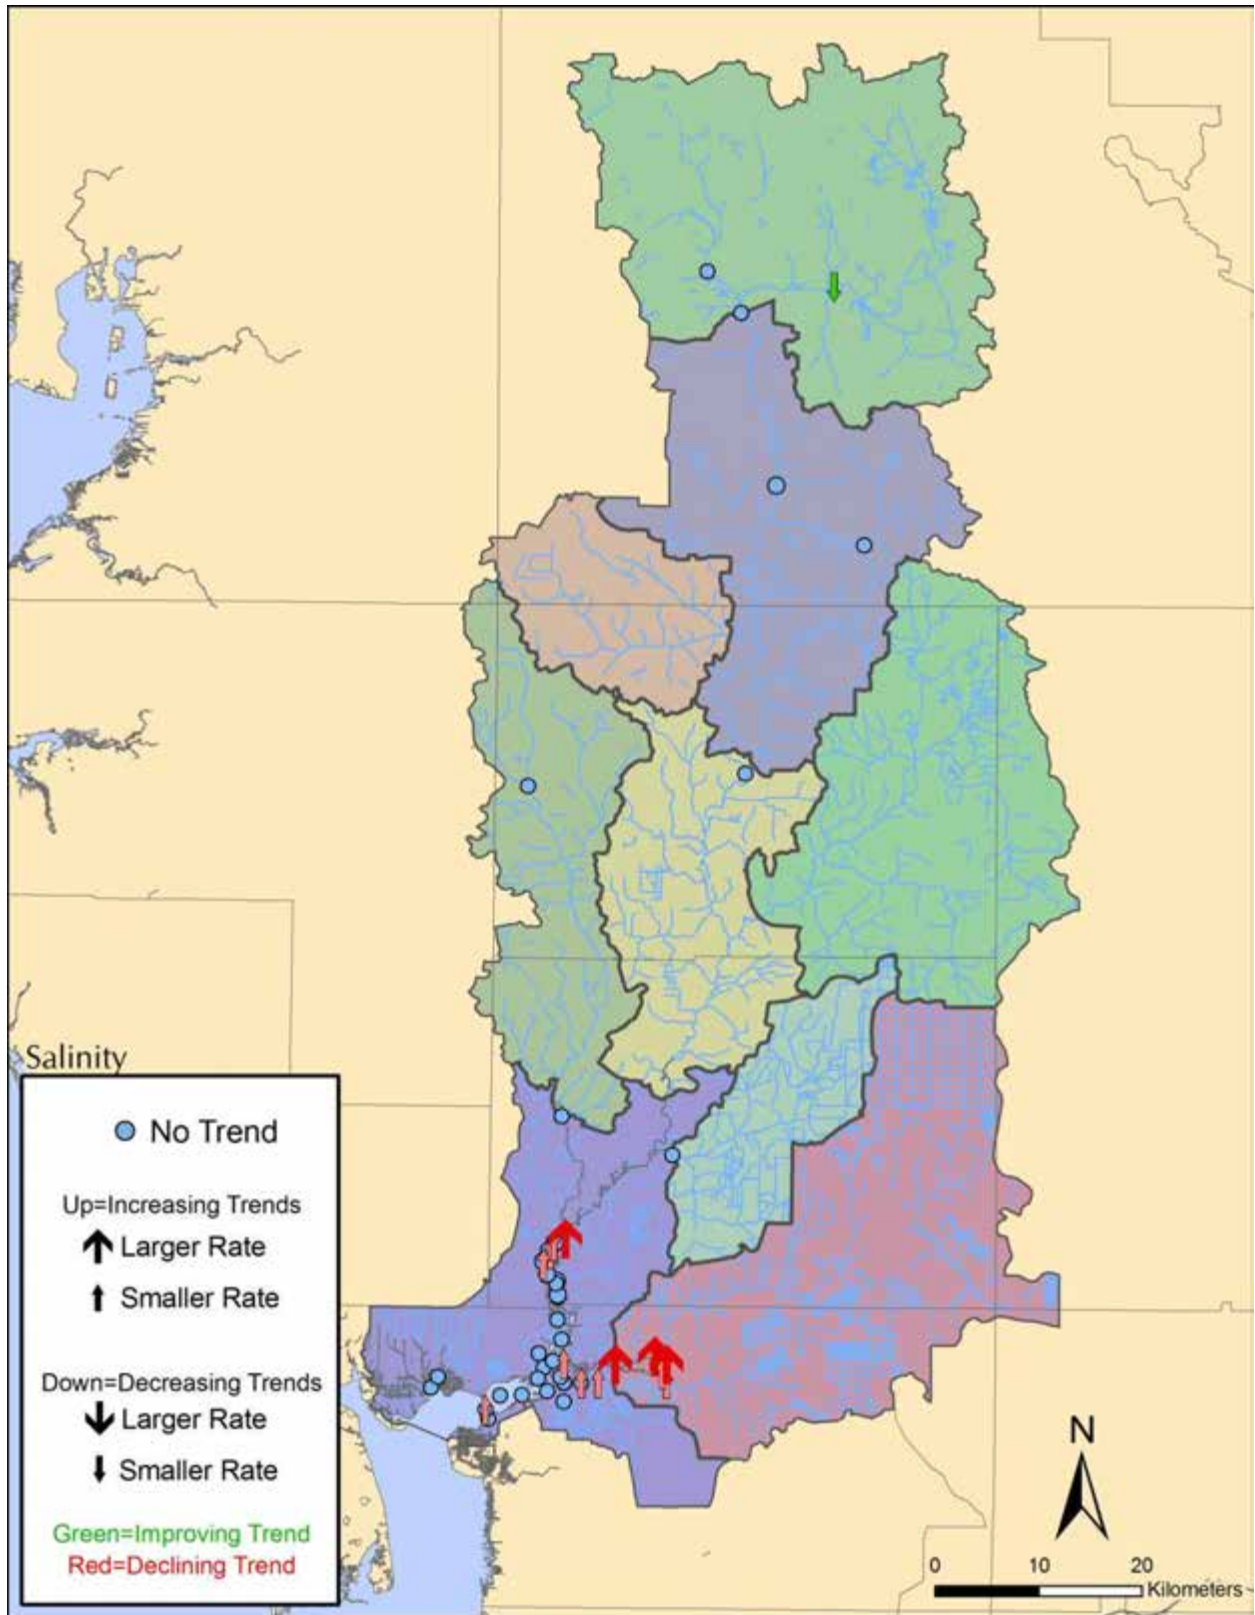 Salinity
No Trend
Up=Increasing Trends
Larger Rate
Smaller Rate
Down=Decreasing Trends
Larger Rate
Smaller Rate
Green=Improving Trend
Red=Declining Trend
N
0 10 20
Kilometers